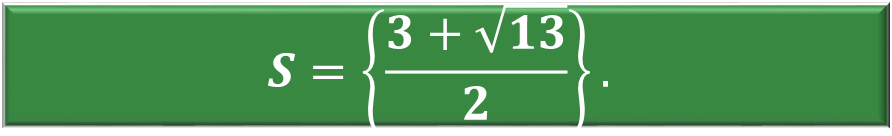 S = {(3 + √13)/2}.